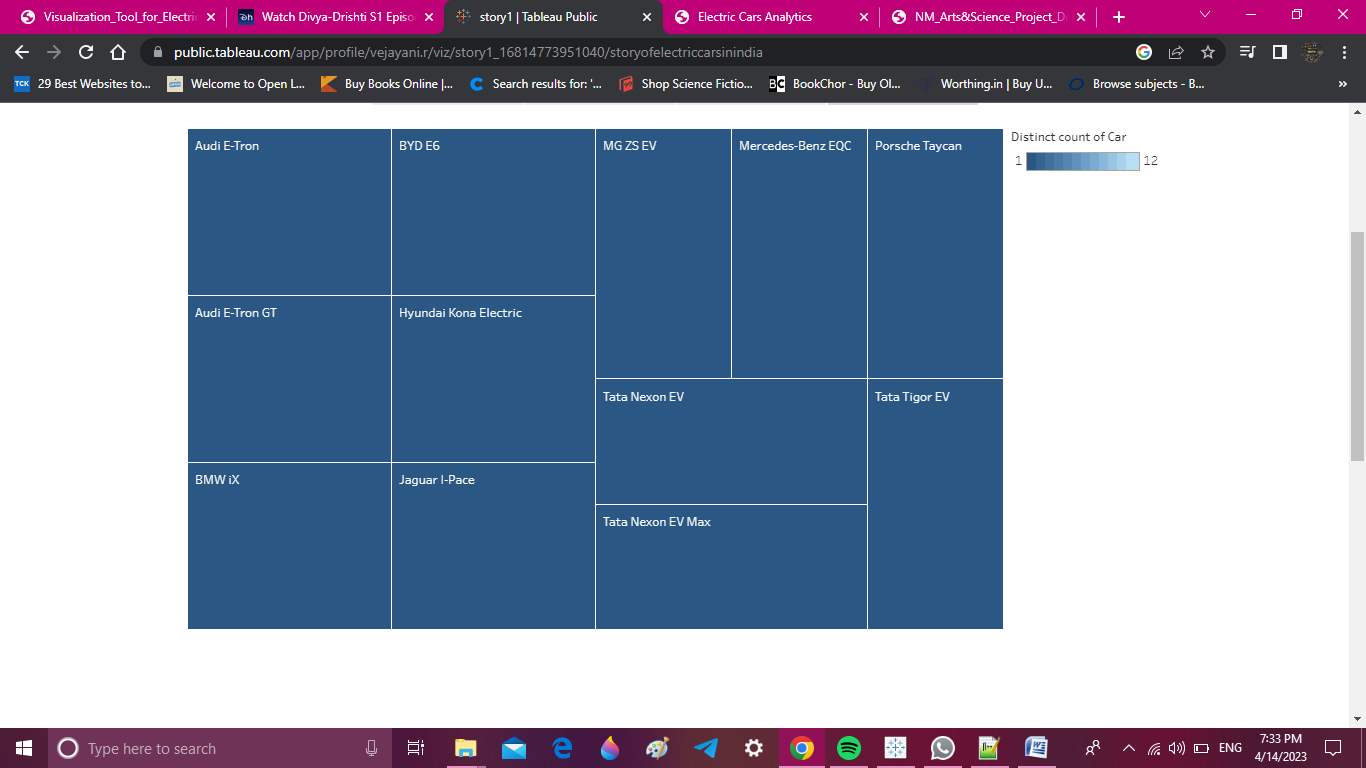 Visualization_Tool_for_Electric
Watch Divya-Drishti S1 Episo
story1 | Tableau Public
Electric Cars Analytics
NM_Arts&Science_Project_D
public.tableau.com/app/profile/vejayani.r/viz/story1_16814773951040/storyofelectriccarsinindia
TCK
29 Best Websites to...
Welcome to Open L...
Buy Books Online |...
Search results for: '...
Shop Science Fictio...
BC
BookChor - Buy Ol...
Worthing.in | Buy U...
Browse subjects - B...
»
Audi E-Tron
BYD E6
MG ZS EV
Mercedes-Benz EQC
Porsche Taycan
Distinct count of Car
1
12
Audi E-Tron GT
Hyundai Kona Electric
Tata Nexon EV
Tata Tigor EV
BMW iX
Jaguar I-Pace
Tata Nexon EV Max
Type here to search
ENG
7:33 PM
4/14/2023